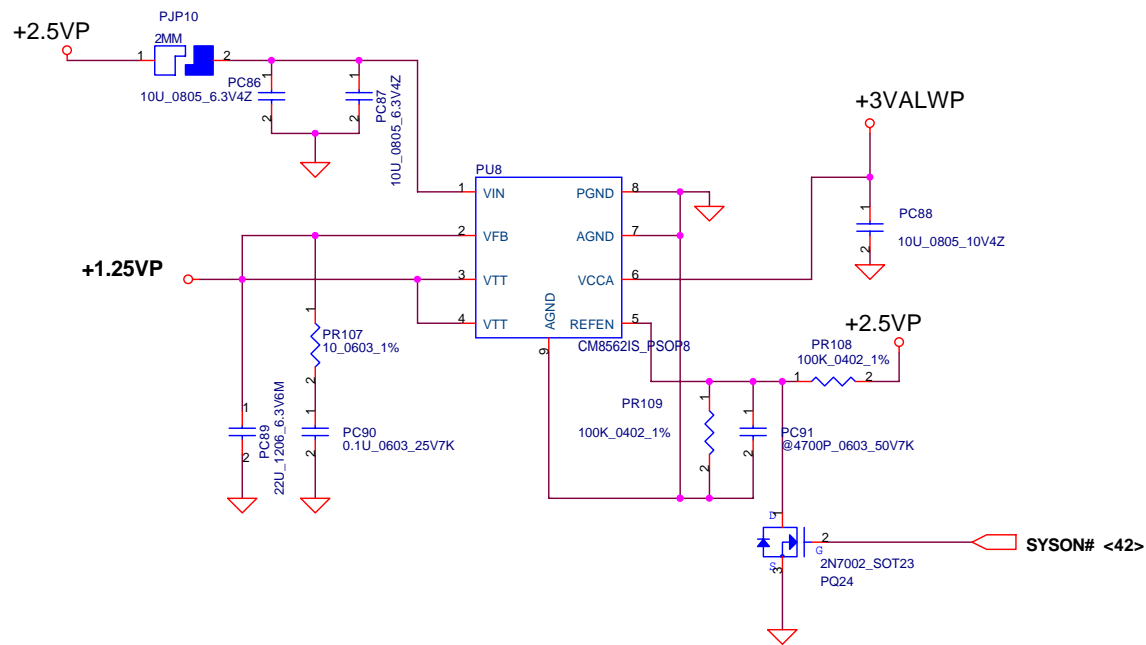 PJP10
+2.5VP
2MM
1
2
1
PC86
10U_0805_6.3V4Z
2
1
PC87
10U_0805_6.3V4Z
2
+3VALWP
1
PC88
10U_0805_10V4Z
2
PU8
1 VIN PGND 8
2 VFB AGND 7
+1.25VP
3 VTT VCCA 6
4 VTT REFEN 5
AGND
9
CM8562IS_PSOP8
+2.5VP
PR108
100K_0402_1%
1
2
1
PR107
10_0603_1%
2
PR109
1
100K_0402_1%
2
1
PC91
@4700P_0603_50V7K
2
1
PC89
22U_1206_6.3V6M
2
1
PC90
0.1U_0603_25V7K
2
D
1
G
2
S
3
2N7002_SOT23
PQ24
SYSON# <42>